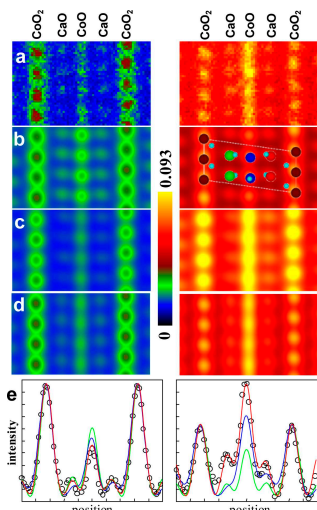 CoO2
CaO
CoO
CaO
CoO2
CoO2
CaO
CoO
CaO
CoO2
a
b
c
d
0.093
0
e
intensity
position
position